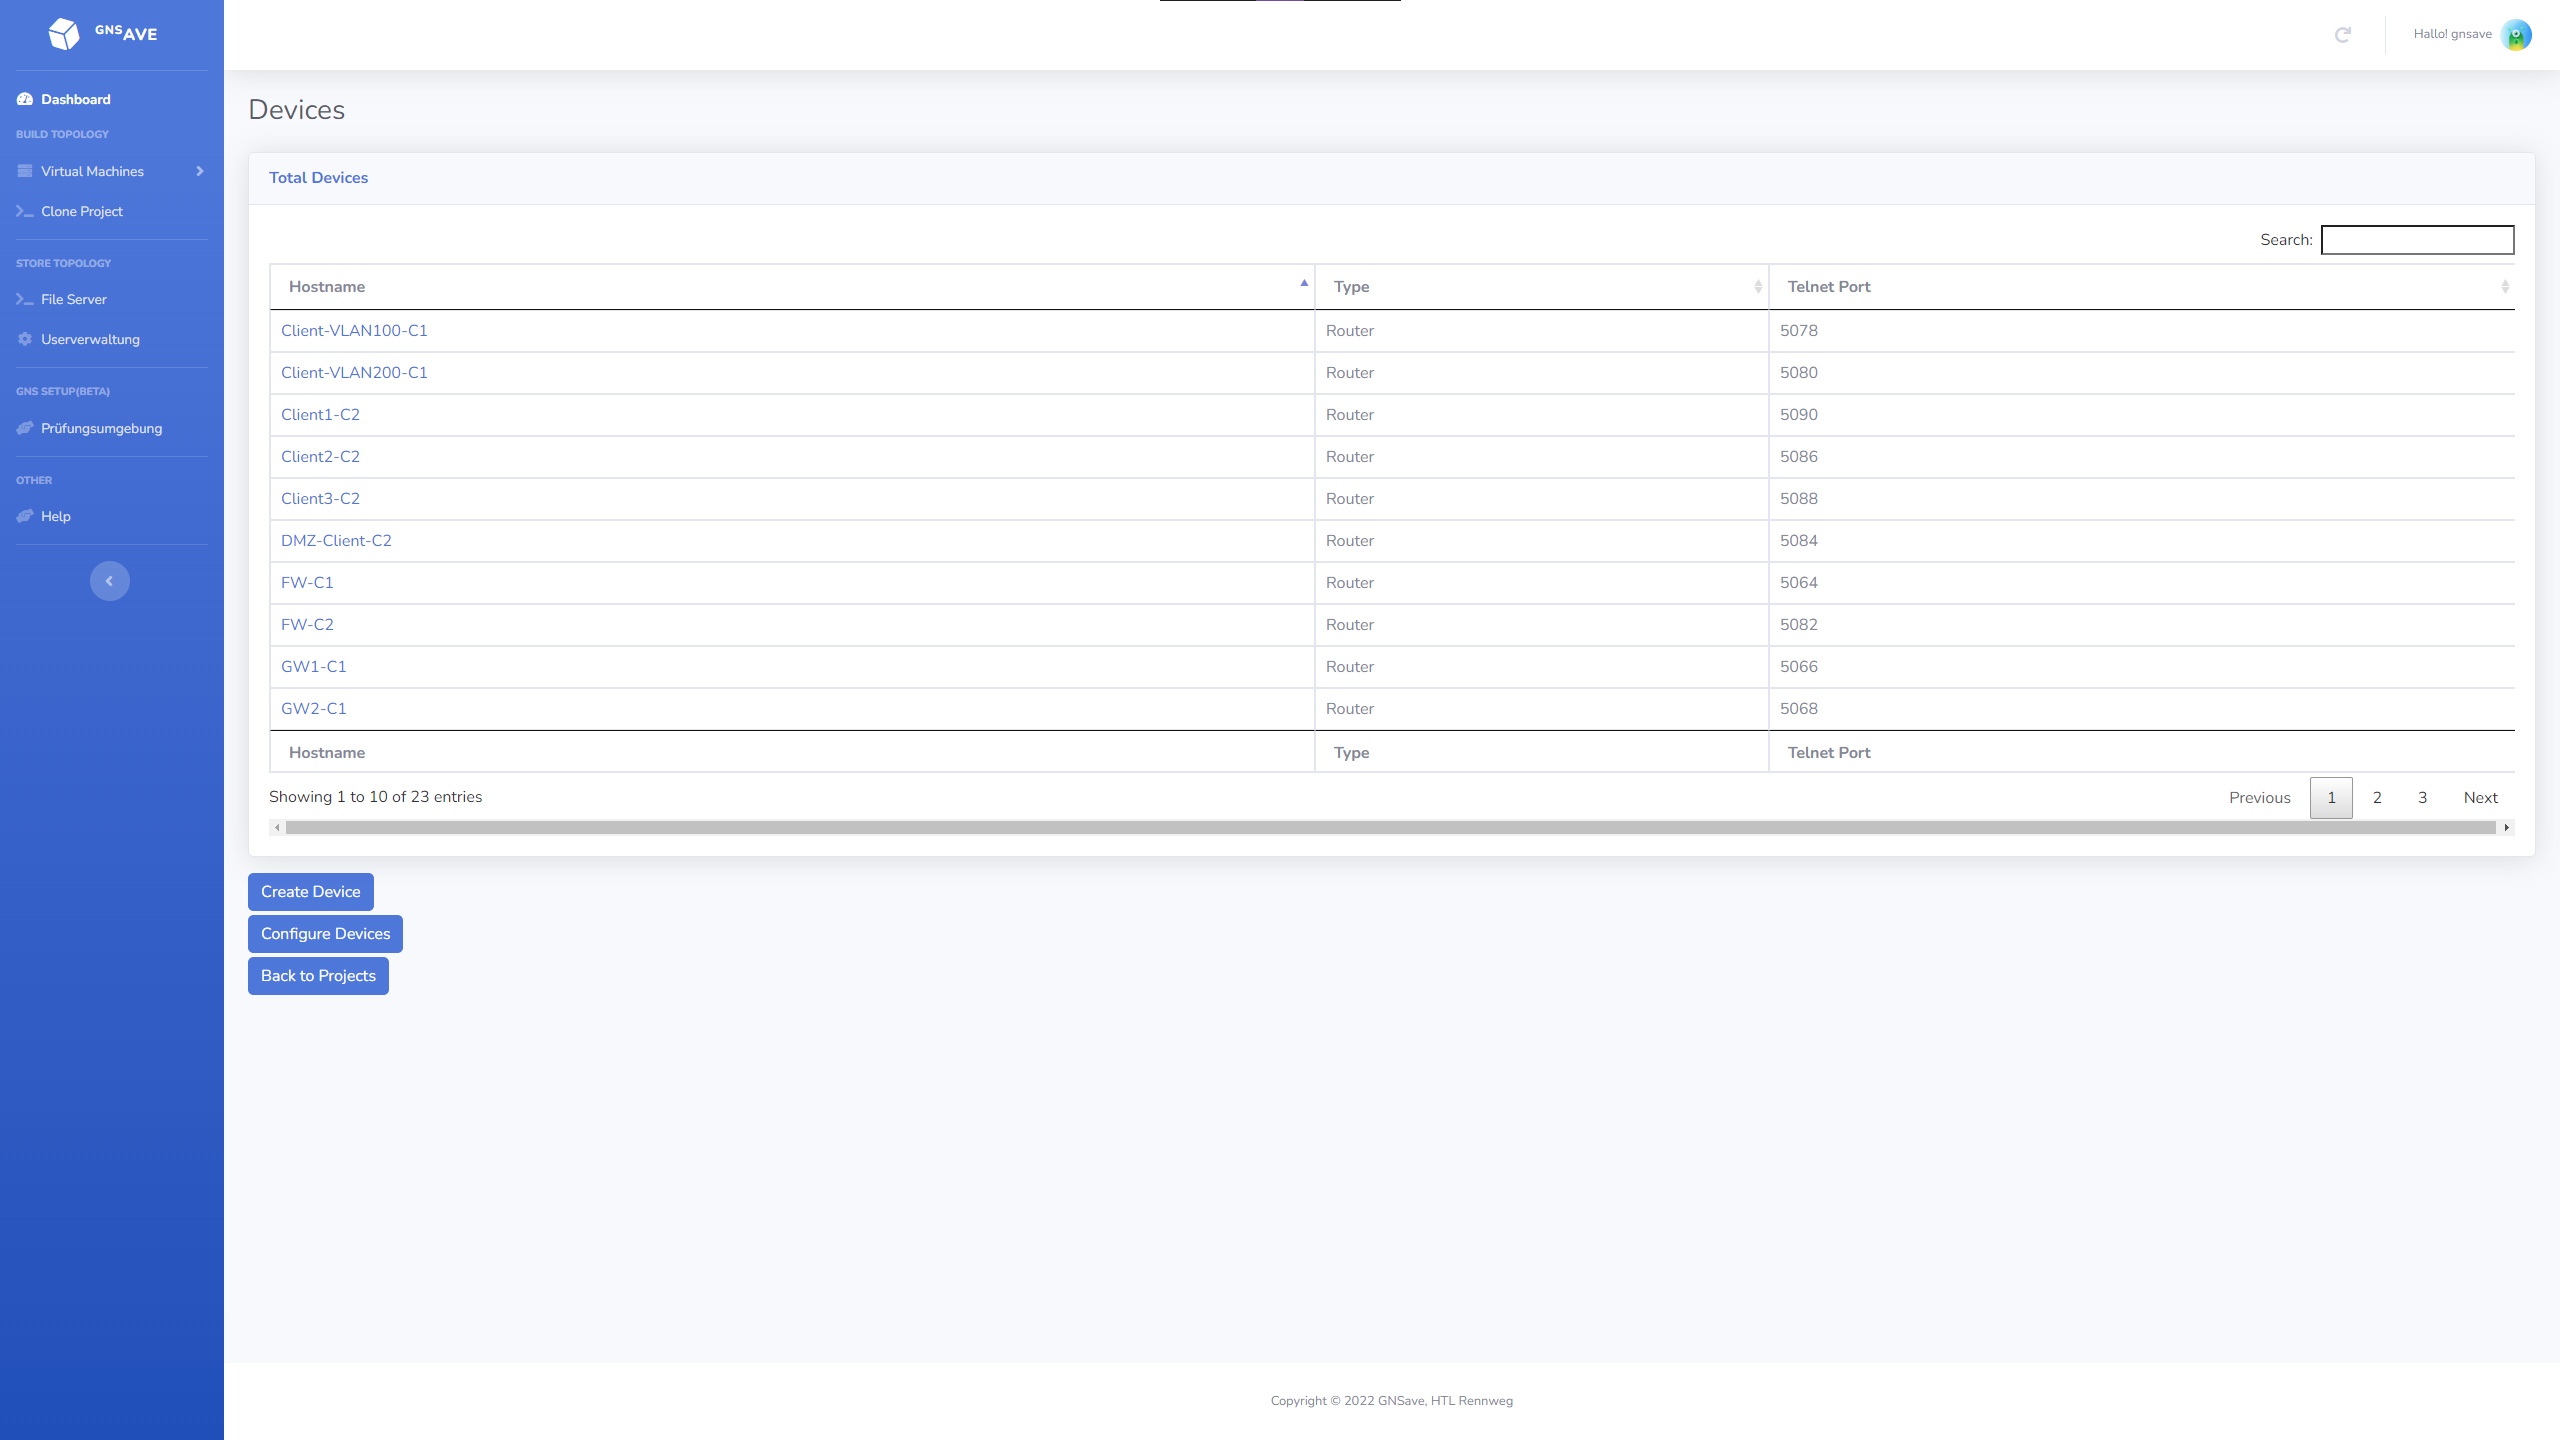 GNSAVE
Hallo! gnsave
Dashboard
BUILD TOPOLOGY
Virtual Machines
Clone Project
STORE TOPOLOGY
File Server
Userverwaltung
GNS SETUP(BETA)
Prüfungsumgebung
OTHER
Help
Devices
Total Devices
Search:
Hostname Type Telnet Port
Client-VLAN100-C1 Router 5078
Client-VLAN200-C1 Router 5080
Client1-C2 Router 5090
Client2-C2 Router 5086
Client3-C2 Router 5088
DMZ-Client-C2 Router 5084
FW-C1 Router 5064
FW-C2 Router 5082
GW1-C1 Router 5066
GW2-C1 Router 5068
Hostname Type Telnet Port
Showing 1 to 10 of 23 entries Previous 1 2 3 Next
Create Device
Configure Devices
Back to Projects
Copyright © 2022 GNSave, HTL Rennweg